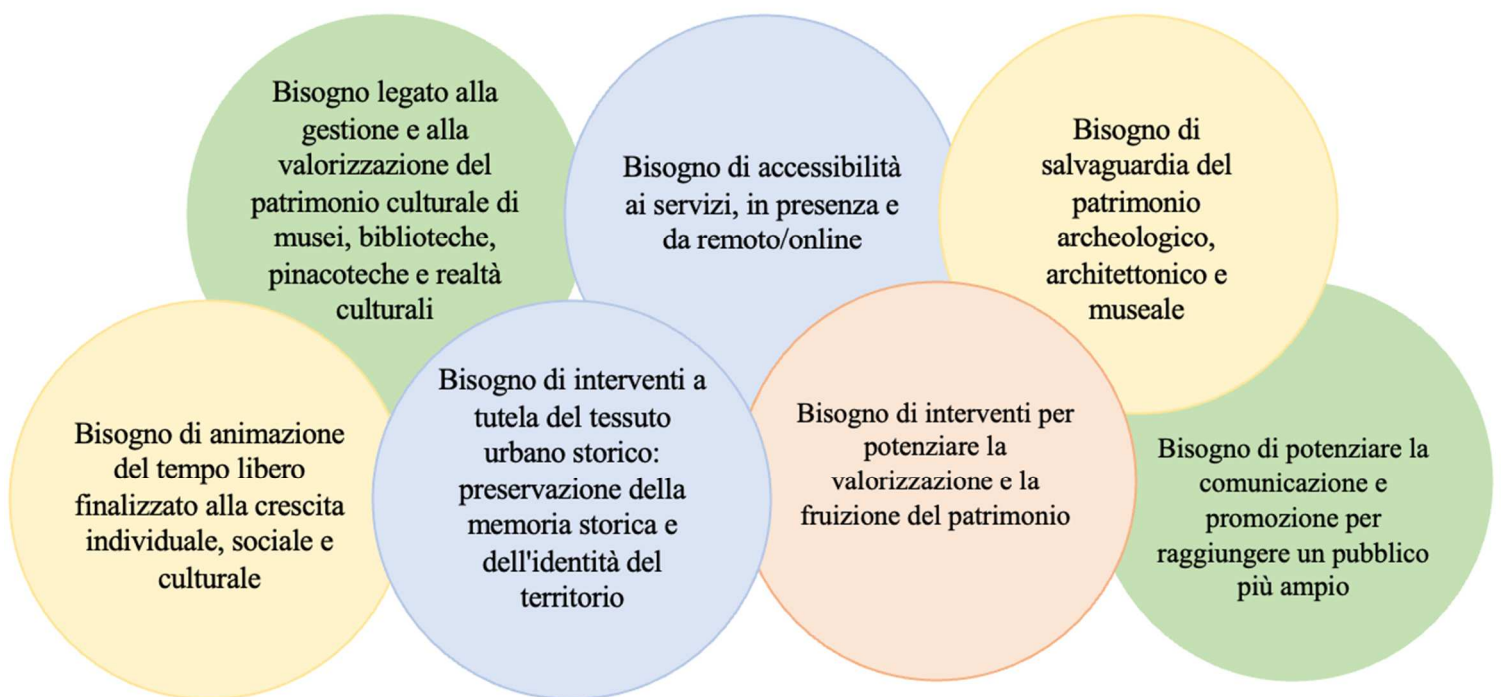 Bisogno legato alla
gestione e alla
valorizzazione del
patrimonio culturale di
musei, biblioteche,
pinacoteche e realtà
culturali
Bisogno di accessibilità
ai servizi, in presenza e
da remoto/online
Bisogno di
salvaguardia del
patrimonio
archeologico,
architettonico e
museale
Bisogno di animazione
del tempo libero
finalizzato alla crescita
individuale, sociale e
culturale
Bisogno di interventi a
tutela del tessuto
urbano storico:
preservazione della
memoria storica e
dell'identità del
territorio
Bisogno di interventi per
potenziare la
valorizzazione e la
fruizione del patrimonio
Bisogno di potenziare la
comunicazione e
promozione per
raggiungere un pubblico
più ampio